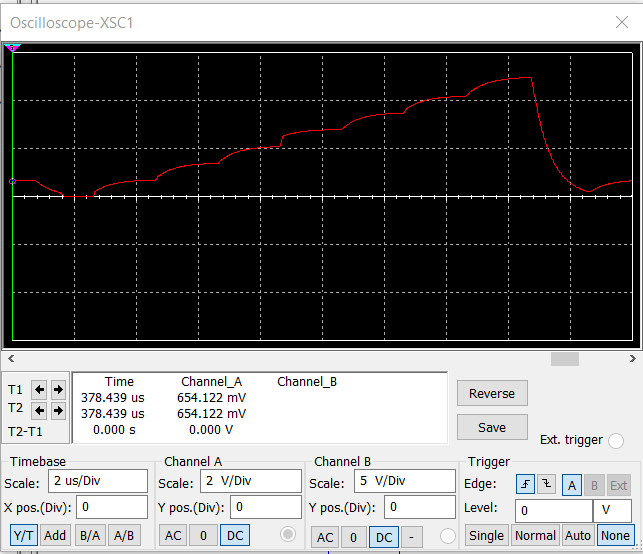 Oscilloscope-XSC1
Time Channel_A Channel_B
T1 378.439 us 654.122 mV
T2 378.439 us 654.122 mV
T2-T1 0.000 s 0.000 V
Reverse
Save
Ext. trigger
Timebase
Scale: 2 us/Div
X pos.(Div): 0
Y/T Add B/A A/B
Channel A
Scale: 2 V/Div
Y pos.(Div): 0
AC 0 DC
Channel B
Scale: 5 V/Div
Y pos.(Div): 0
AC 0 DC -
Trigger
Edge: A B Ext
Level: 0 V
Single Normal Auto None